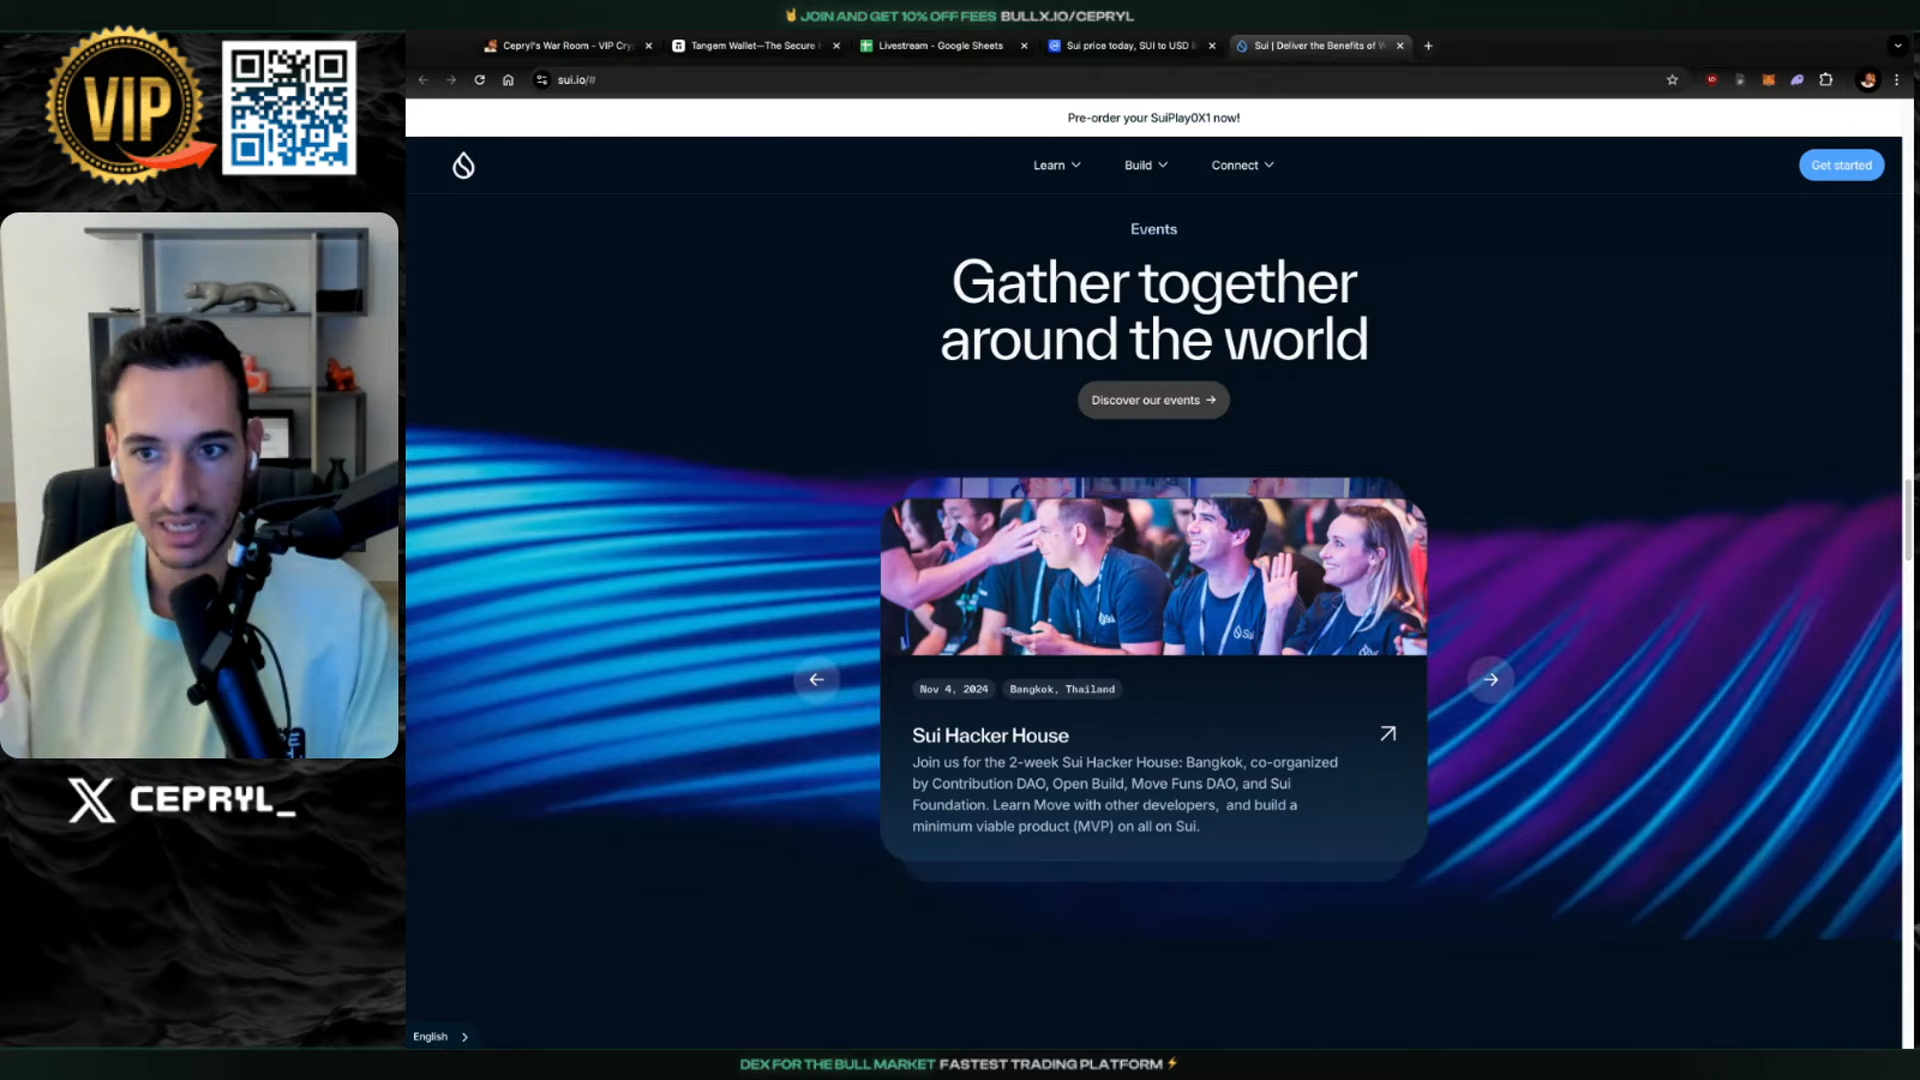 JOIN AND GET 10% OFF FEES BULLX.IO/CEPRYL
VIP
Cepryl's War Room - VIP Cry
Tangem Wallet—The Secure
Livestream - Google Sheets
Sui price today, SUI to USD li
Sui | Deliver the Benefits of W
sui.io/#
Pre-order your SuiPlay0X1 now!
Learn
Build
Connect
Get started
Events
Gather together
around the world
Discover our events →
Sui
Nov 4, 2024
Bangkok, Thailand
Sui Hacker House
Join us for the 2-week Sui Hacker House: Bangkok, co-organized
by Contribution DAO, Open Build, Move Funs DAO, and Sui
Foundation. Learn Move with other developers, and build a
minimum viable product (MVP) on all on Sui.
X CEPRYL_
English
DEX FOR THE BULL MARKET FASTEST TRADING PLATFORM